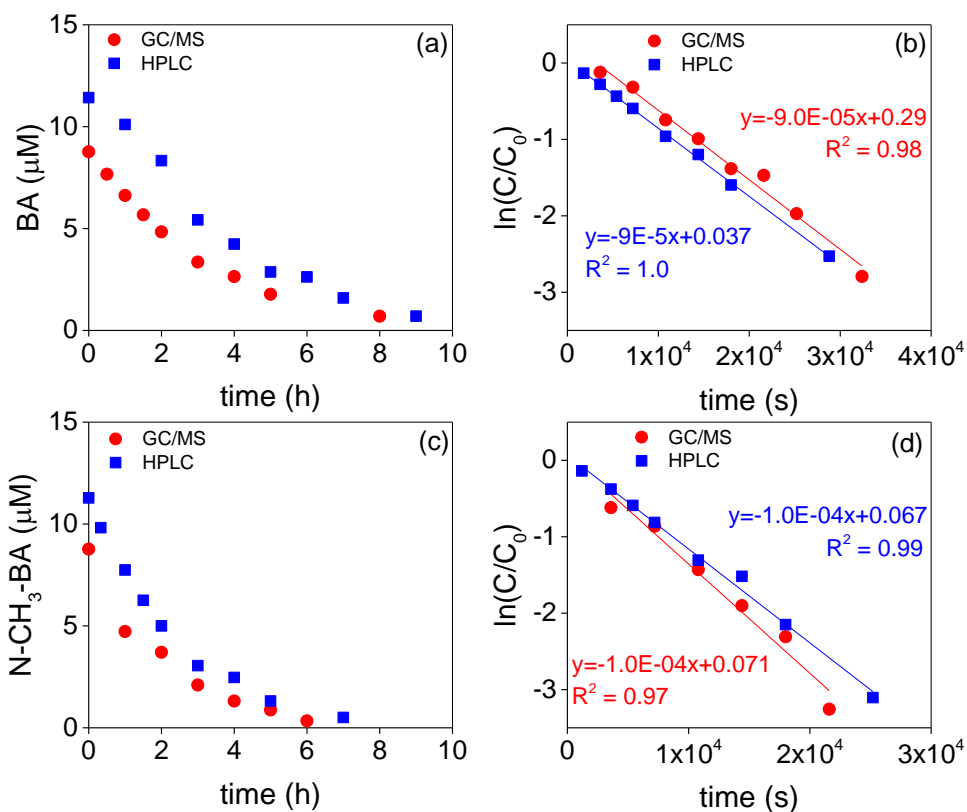 (a)
GC/MS
HPLC
15
10
5
0
BA (μM)
0 2 4 6 8 10
time (h)
(b)
GC/MS
HPLC
0
-1
-2
-3
ln(C/C₀)
y=-9.0E-05x+0.29
R² = 0.98
y=-9E-5x+0.037
R² = 1.0
0 1x10⁴ 2x10⁴ 3x10⁴ 4x10⁴
time (s)
(c)
GC/MS
HPLC
15
10
5
0
N-CH₃-BA (μM)
0 2 4 6 8 10
time (h)
(d)
GC/MS
HPLC
0
-1
-2
-3
ln(C/C₀)
y=-1.0E-04x+0.067
R² = 0.99
y=-1.0E-04x+0.071
R² = 0.97
0 1x10⁴ 2x10⁴ 3x10⁴
time (s)